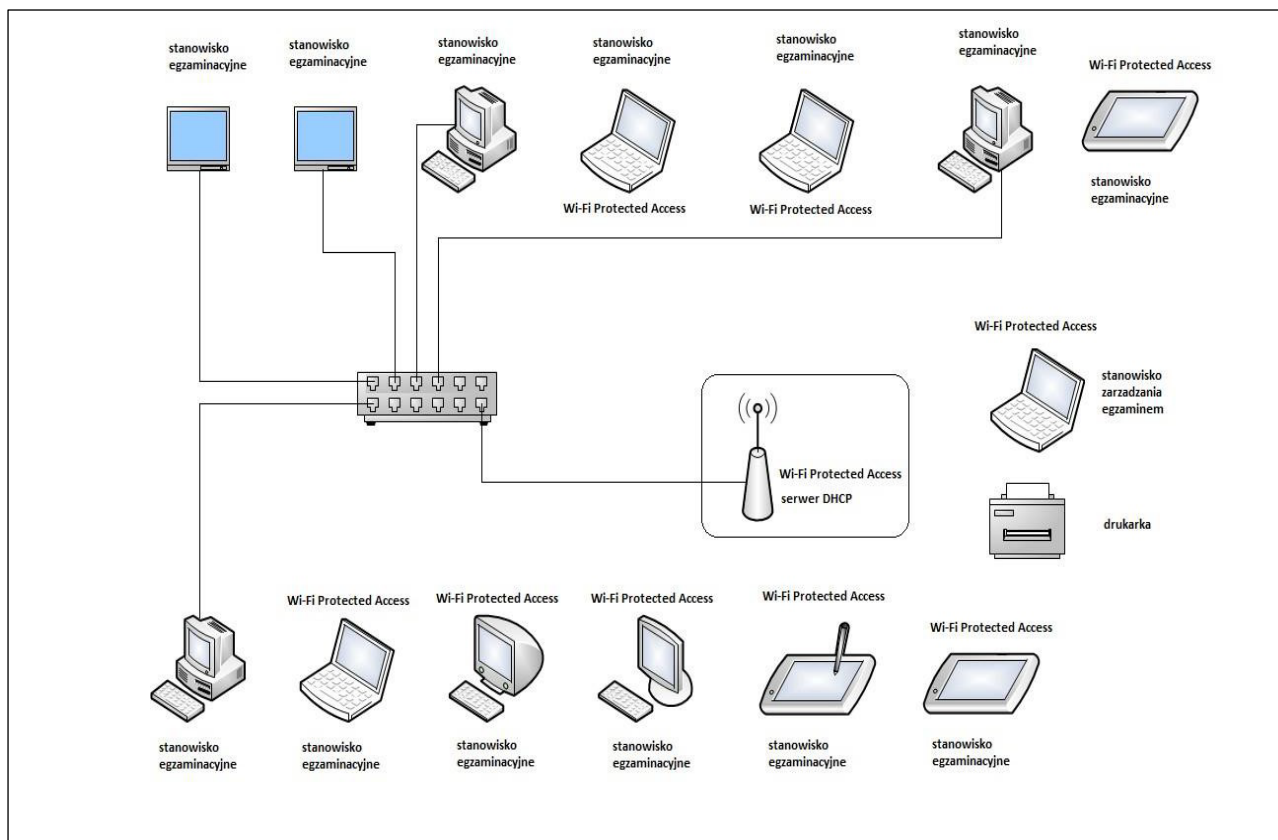 stanowisko
egzaminacyjne
stanowisko
egzaminacyjne
stanowisko
egzaminacyjne
stanowisko
egzaminacyjne
stanowisko
egzaminacyjne
stanowisko
egzaminacyjne
Wi-Fi Protected Access
Wi-Fi Protected Access
Wi-Fi Protected Access
stanowisko
egzaminacyjne
Wi-Fi Protected Access
stanowisko
zarzadzania
egzaminem
Wi-Fi Protected Access
serwer DHCP
drukarka
Wi-Fi Protected Access
Wi-Fi Protected Access
Wi-Fi Protected Access
Wi-Fi Protected Access
Wi-Fi Protected Access
stanowisko
egzaminacyjne
stanowisko
egzaminacyjne
stanowisko
egzaminacyjne
stanowisko
egzaminacyjne
stanowisko
egzaminacyjne
stanowisko
egzaminacyjne